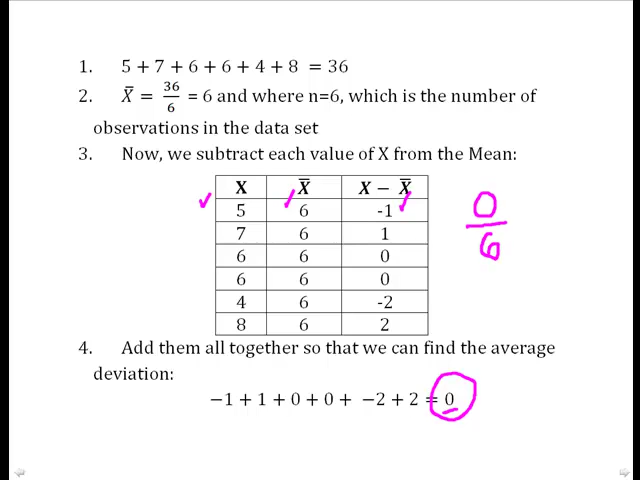 1. 5 + 7 + 6 + 6 + 4 + 8 = 36
2. X̄ = 36/6 = 6 and where n=6, which is the number of
observations in the data set
3. Now, we subtract each value of X from the Mean:
X X̄ X − X̄
5 6 -1
7 6 1
6 6 0
6 6 0
4 6 -2
8 6 2
0/6
4. Add them all together so that we can find the average
deviation:
−1 + 1 + 0 + 0 + −2 + 2 = 0